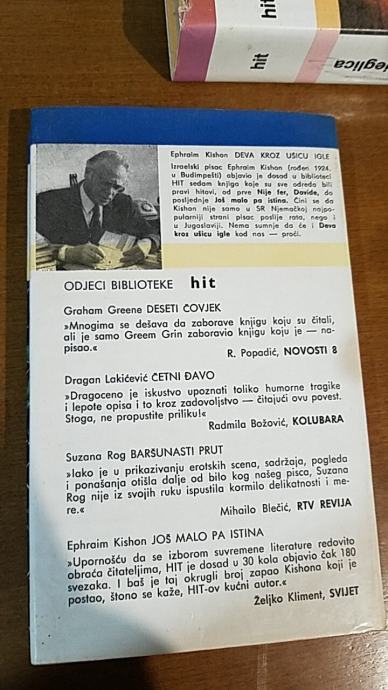 hit
hit
ieglica
Ephraim Kishon DEVA KROZ UŠICU IGLE
Izraelski pisac Ephraim Kishon (rođen 1924.
u Budimpešti) objavio je dosad u biblioteci
HIT sedam knjiga koje su sve odreda bili
pravi hitovi, od prve Nije fer, Davide, do
posljednje Još malo pa istina. Čini se da
Kishon nije samo u SR Njemačkoj najpo-
pularniji strani pisac poslije rata, nego i
u Jugoslaviji. Nema sumnje da će i Deva
kroz ušicu igle kod nas — proći.
ODJECI BIBLIOTEKE hit
Graham Greene DESETI ČOVJEK
»Mnogima se dešava da zaborave knjigu koju su čitali,
ali je samo Greem Grin zaboravio knjigu koju je — na-
pisao.«
R. Popadić, NOVOSTI 8
Dragan Lakićević ČETNI ĐAVO
»Dragoceno je iskustvo upoznati toliko humorne tragike
i lepote opisa i to kroz zadovoljstvo — čitajući ovu povest.
Stoga, ne propustite priliku!«
Radmila Božović, KOLUBARA
Suzana Rog BARŠUNASTI PRUT
»Iako je u prikazivanju erotskih scena, sadržaja, pogleda
i ponašanja otišla dalje od bilo kog našeg pisca, Suzana
Rog nije iz svojih ruku ispustila kormilo delikatnosti i me-
re.«
Mihailo Blečić, RTV REVIJA
Ephraim Kishon JOŠ MALO PA ISTINA
»Upornošću da se izborom suvremene literature redovito
obraća čitateljima, HIT je dosad u 30 kola objavio čak 180
svezaka. I baš je taj okrugli broj zapao Kishona koji je
postao, štono se kaže, HIT-ov kućni autor.«
Željko Kliment, SVIJET